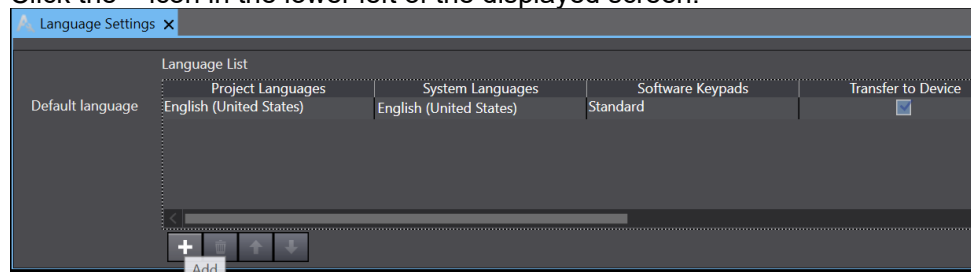 Click the   icon in the lower left of the displayed screen.
Language Settings
Language List
Project Languages System Languages Software Keypads Transfer to Device
Default language English (United States) English (United States) Standard
Add